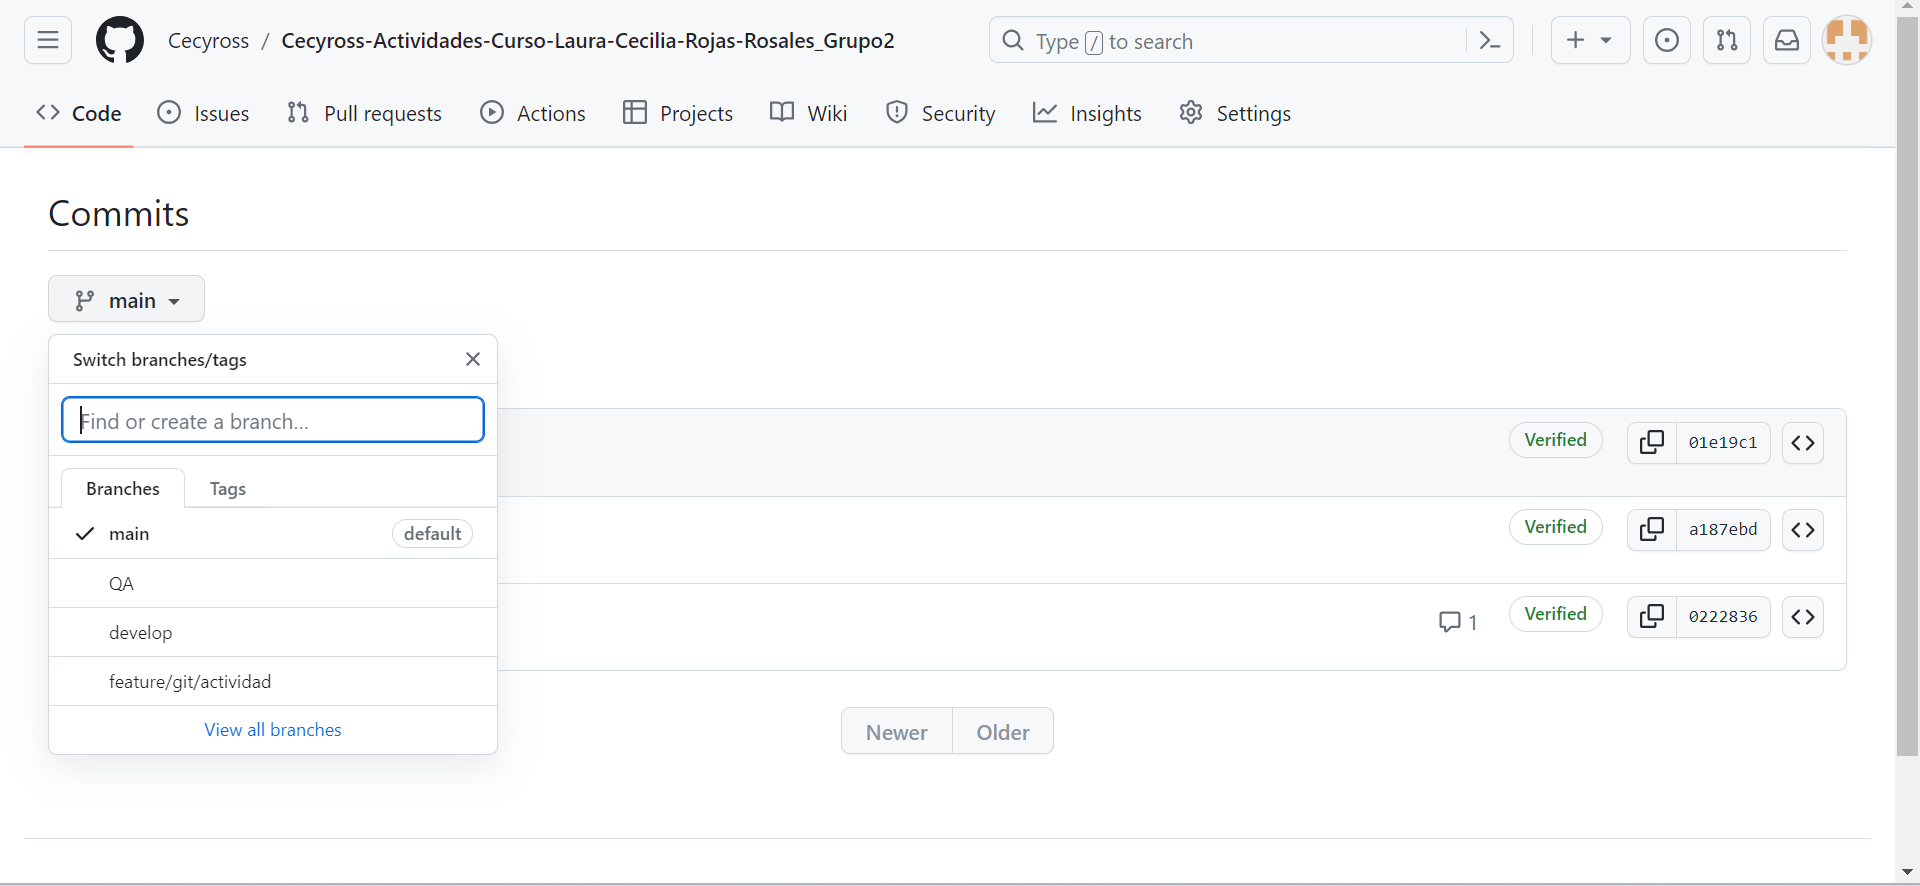 Cecyross / Cecyross-Actividades-Curso-Laura-Cecilia-Rojas-Rosales_Grupo2
Type / to search
Code Issues Pull requests Actions Projects Wiki Security Insights Settings
Commits
main
Switch branches/tags
Find or create a branch...
Branches Tags
main default
QA
develop
feature/git/actividad
View all branches
Verified 01e19c1
Verified a187ebd
1 Verified 0222836
Newer Older